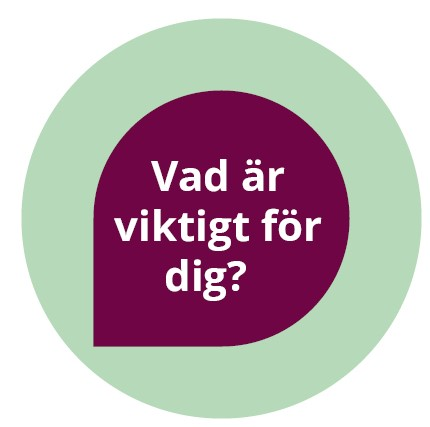 Vad är
viktigt för
dig?